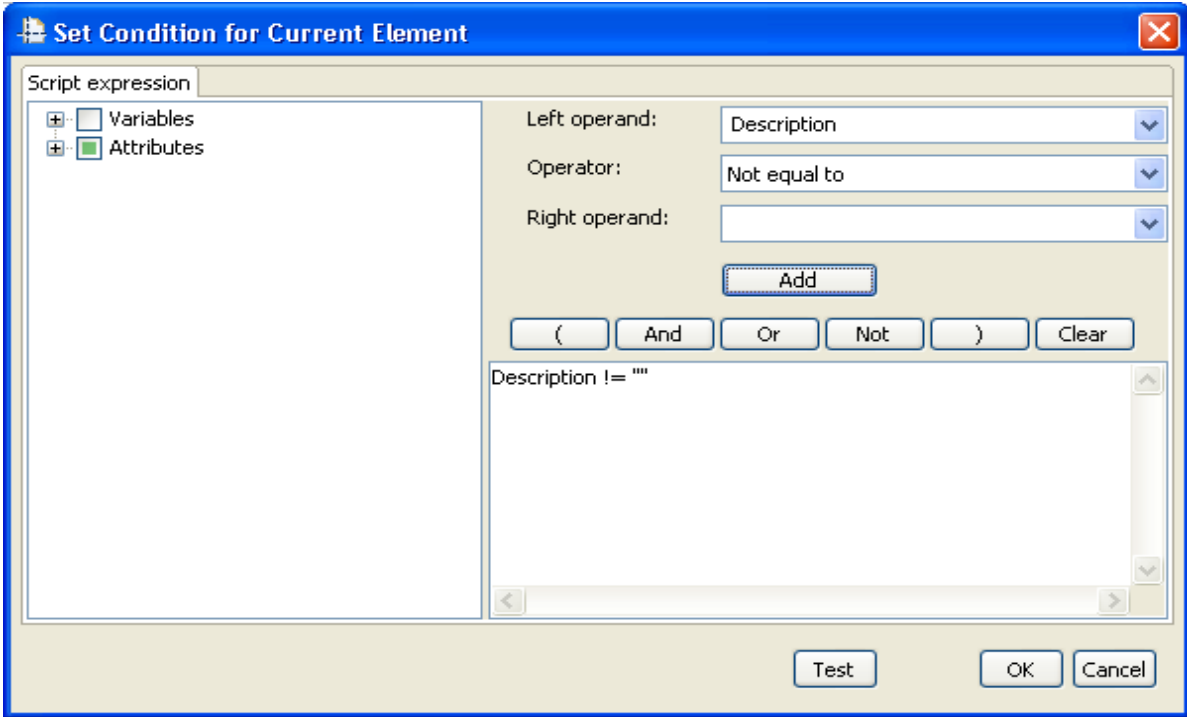 Set Condition for Current Element
Script expression
Variables
Attributes
Left operand:
Description
Operator:
Not equal to
Right operand:
Add
( And Or Not ) Clear
Description != ""
Test OK Cancel